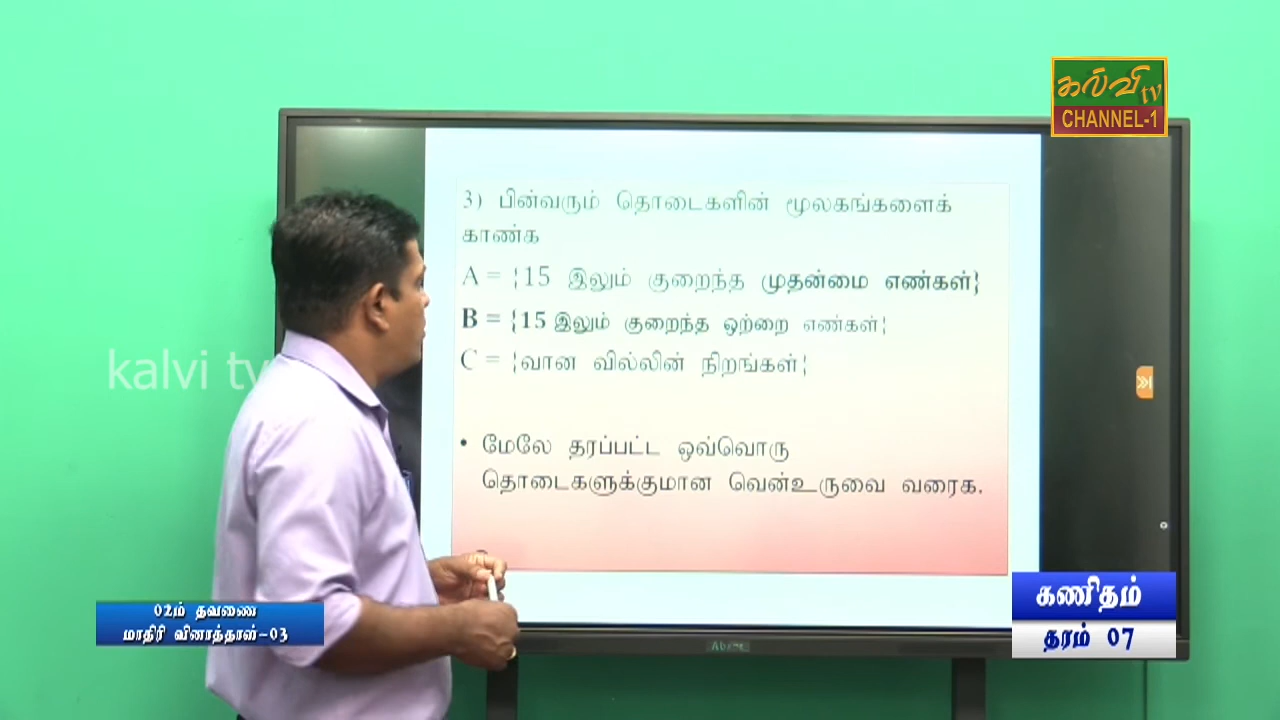 கல்வி tv
CHANNEL-1
3) பின்வரும் தொடைகளின் மூலகங்களைக்
காண்க
A = {15 இலும் குறைந்த முதன்மை எண்கள்}
B = {15 இலும் குறைந்த ஒற்றை எண்கள்}
C = {வான வில்லின் நிறங்கள்}
• மேலே தரப்பட்ட ஒவ்வொரு
தொடைகளுக்குமான வென்உருவை வரைக.
kalvi tv
02ம் தவணை
மாதிரி வினாத்தாள்-03
கணிதம்
தரம் 07